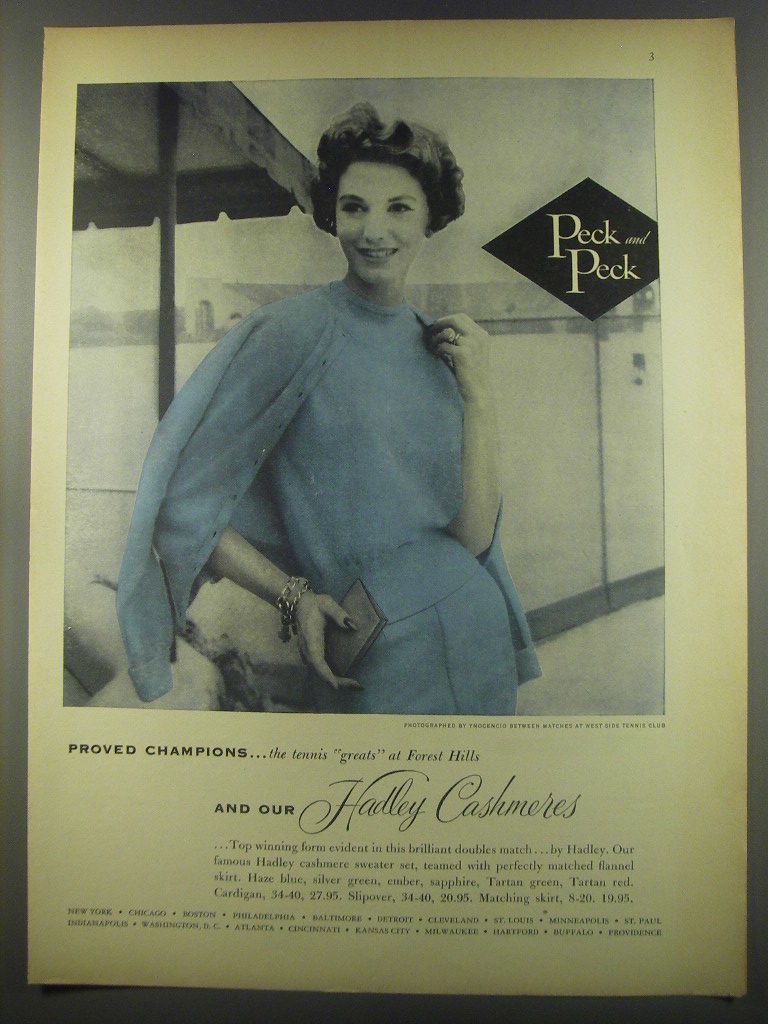 3
Peck and
Peck
PHOTOGRAPHED BY YNOCENCIO BETWEEN MATCHES AT WEST SIDE TENNIS CLUB
PROVED CHAMPIONS...the tennis "greats" at Forest Hills
AND OUR Hadley Cashmeres
...Top winning form evident in this brilliant doubles match...by Hadley. Our
famous Hadley cashmere sweater set, teamed with perfectly matched flannel
skirt. Haze blue, silver green, ember, sapphire, Tartan green, Tartan red.
Cardigan, 34-40, 27.95. Slipover, 34-40, 20.95. Matching skirt, 8-20. 19.95.
NEW YORK • CHICAGO • BOSTON • PHILADELPHIA • BALTIMORE • DETROIT • CLEVELAND • ST. LOUIS • MINNEAPOLIS • ST. PAUL
INDIANAPOLIS • WASHINGTON, D. C. • ATLANTA • CINCINNATI • KANSAS CITY • MILWAUKEE • HARTFORD • BUFFALO • PROVIDENCE